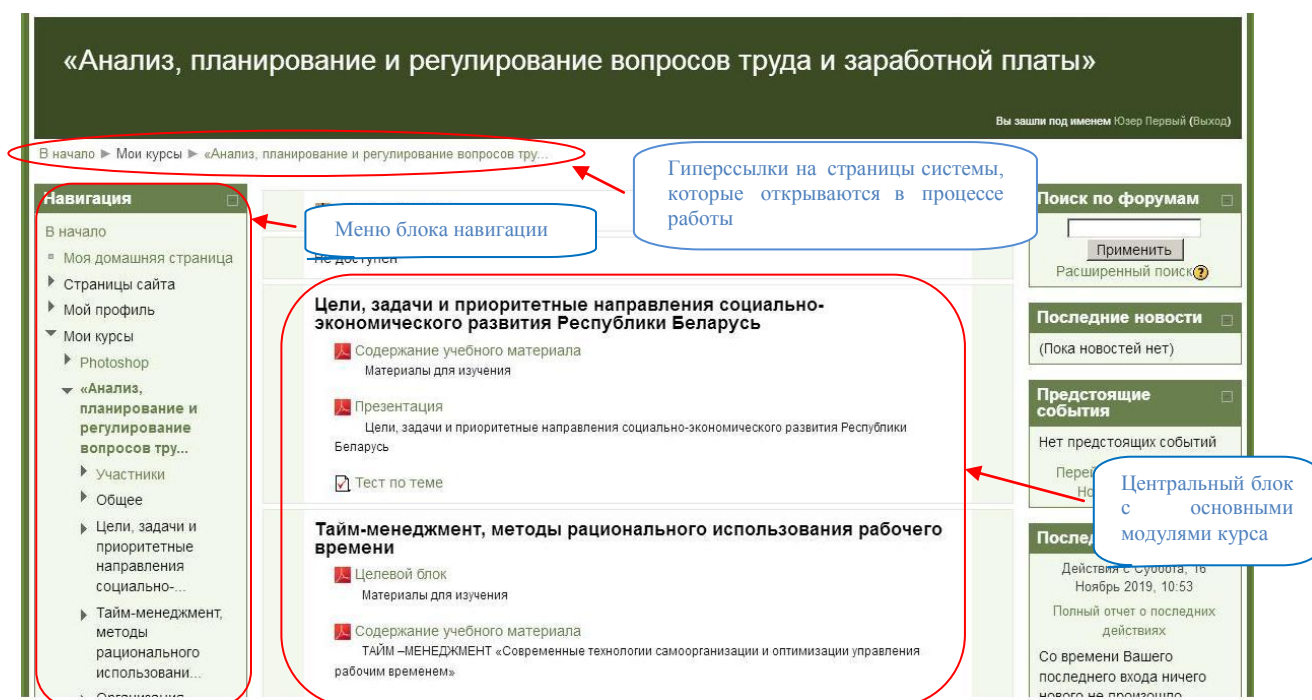 «Анализ, планирование и регулирование вопросов труда и заработной платы»
Вы зашли под именем Юзер Первый (Выход)
В начало ► Мои курсы ► «Анализ, планирование и регулирование вопросов тру...
Гиперссылки на страницы системы,
которые открываются в процессе
работы
Навигация
В начало
Моя домашняя страница
Страницы сайта
Мой профиль
Мои курсы
Photoshop
«Анализ,
планирование и
регулирование
вопросов тру...
Участники
Общее
Цели, задачи и
приоритетные
направления
социально-...
Тайм-менеджмент,
методы
рационального
использовани...
Организация
Меню блока навигации
Не доступен
Цели, задачи и приоритетные направления социально-
экономического развития Республики Беларусь
Содержание учебного материала
Материалы для изучения
Презентация
Цели, задачи и приоритетные направления социально-экономического развития Республики
Беларусь
Тест по теме
Тайм-менеджмент, методы рационального использования рабочего
времени
Целевой блок
Материалы для изучения
Содержание учебного материала
ТАЙМ –МЕНЕДЖМЕНТ «Современные технологии самоорганизации и оптимизации управления
рабочим временем»
Поиск по форумам
Применить
Расширенный поиск
Последние новости
(Пока новостей нет)
Предстоящие
события
Нет предстоящих событий
Центральный блок
с основными
модулями курса
Действия с Суббота, 16
Ноябрь 2019, 10:53
Полный отчет о последних
действиях
Со времени Вашего
последнего входа ничего
нового не произошло